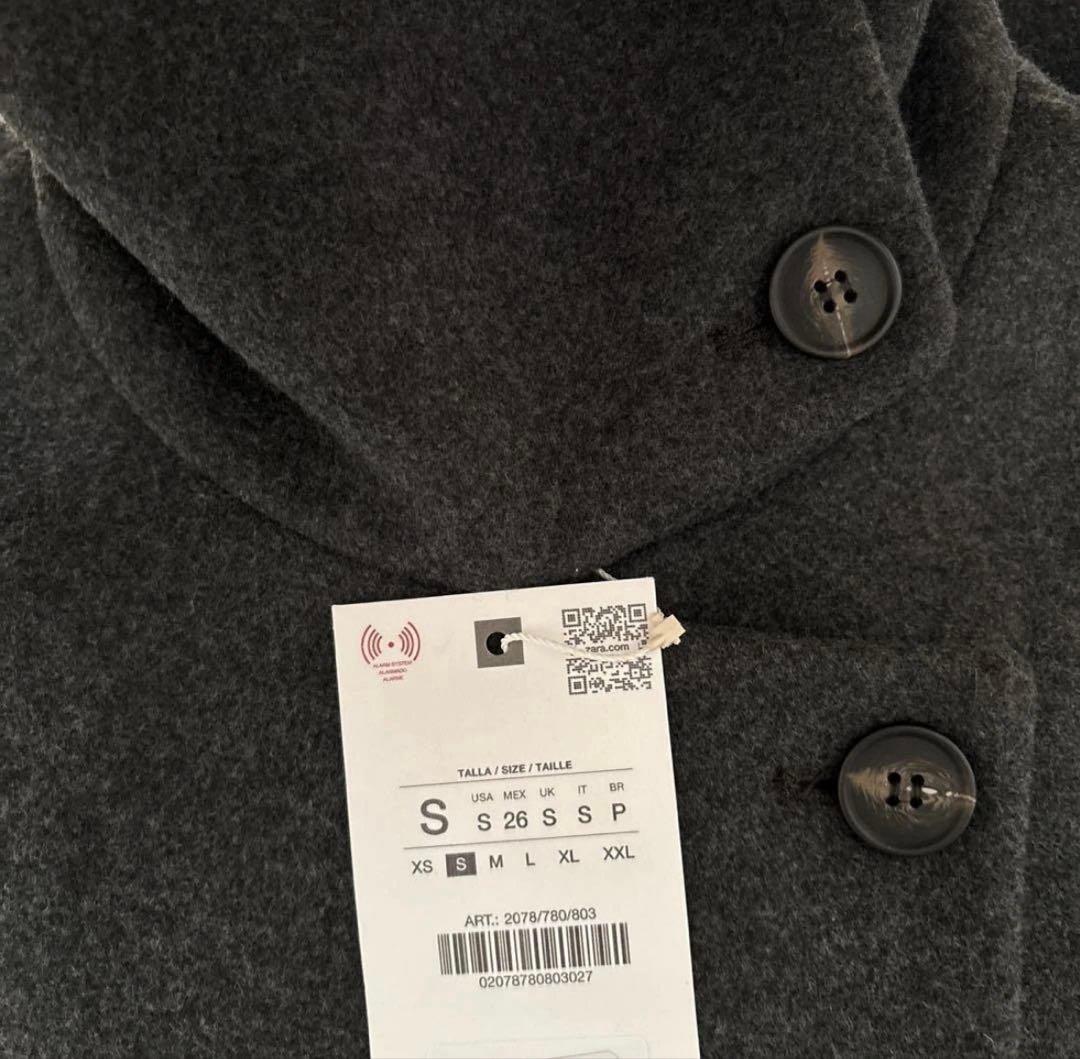 ALARM SYSTEM
ALARMADO
ALARME
zara.com
TALLA / SIZE / TAILLE
USA MEX UK IT BR
S S 26 S S P
XS S M L XL XXL
ART.: 2078/780/803
02078780803027